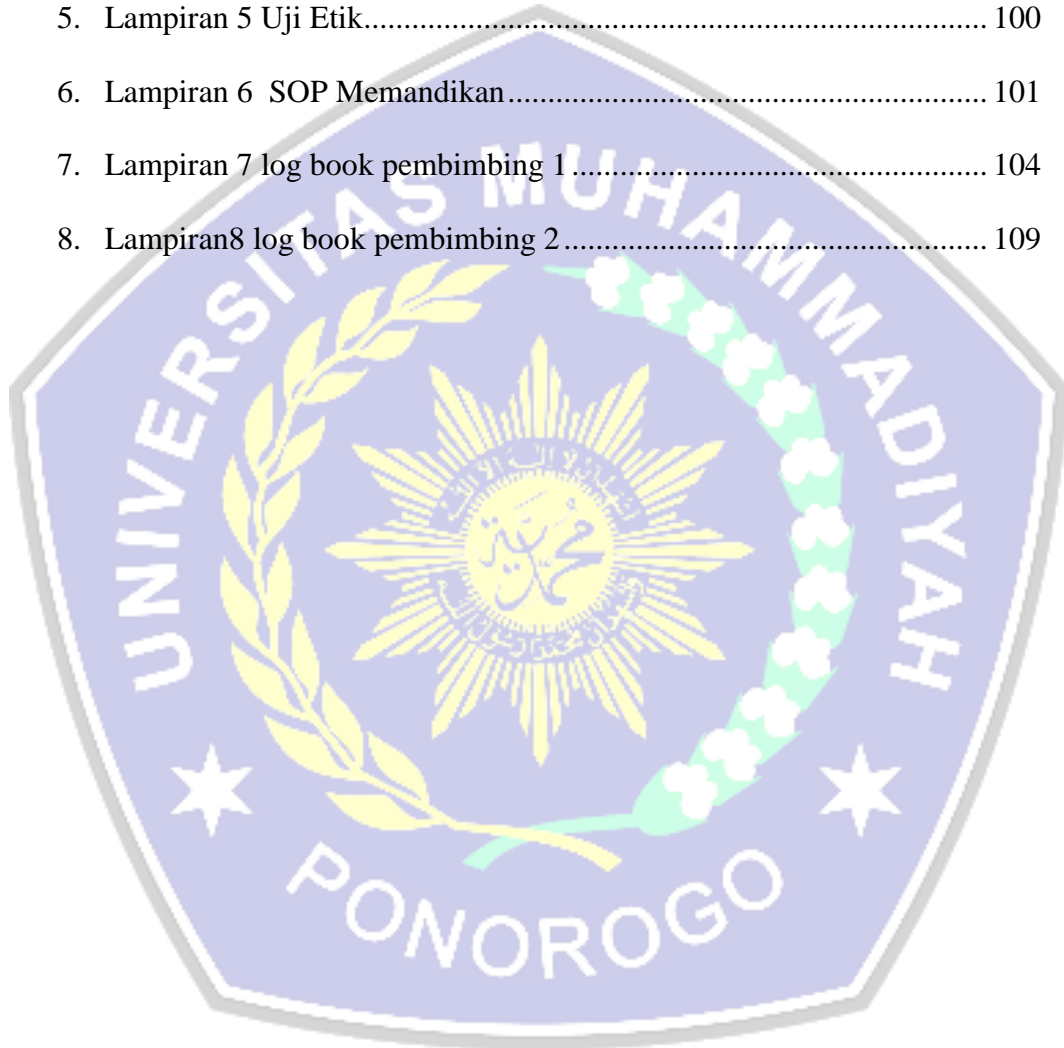 5. Lampiran 5 Uji Etik............................................................................ 100
6. Lampiran 6  SOP Memandikan.......................................................... 101
7. Lampiran 7 log book pembimbing 1.................................................. 104
8. Lampiran8 log book pembimbing 2................................................... 109
UNIVERSITAS MUHAMMADIYAH
محمدية
PONOROGO